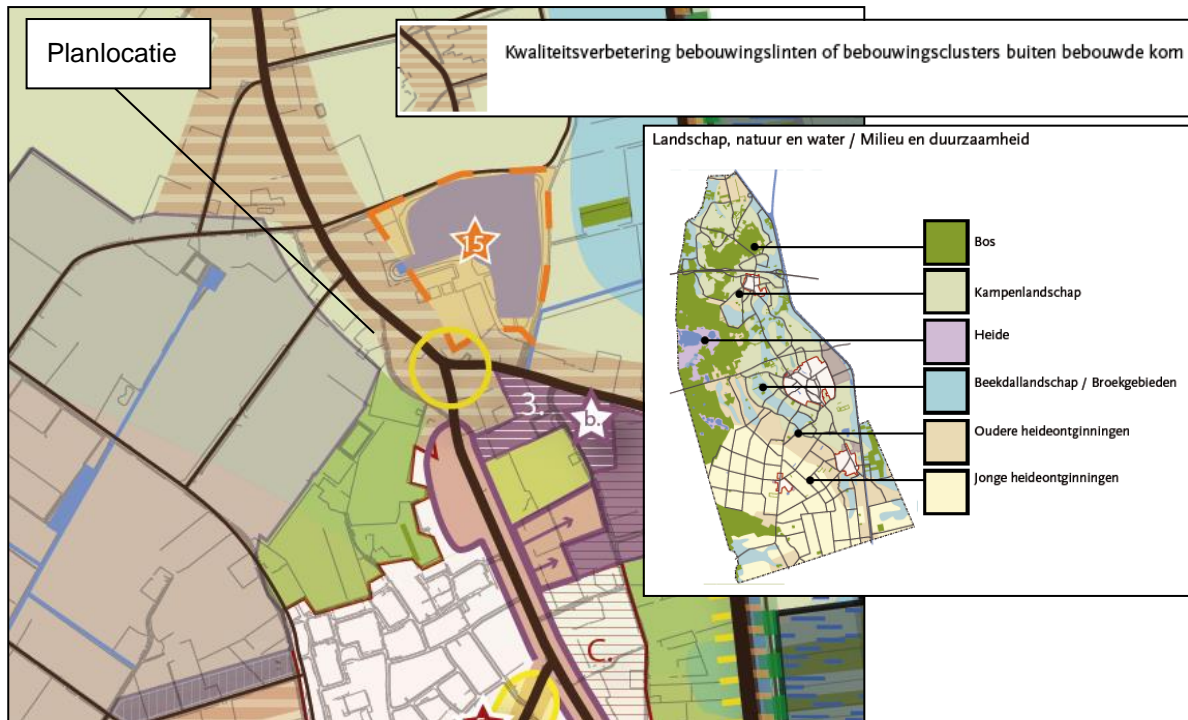 Planlocatie
Kwaliteitsverbetering bebouwingslinten of bebouwingsclusters buiten bebouwde kom
Landschap, natuur en water / Milieu en duurzaamheid
Bos
Kampenlandschap
Heide
Beekdallandschap / Broekgebieden
Oudere heideontginningen
Jonge heideontginningen
15
3.
b.
C.